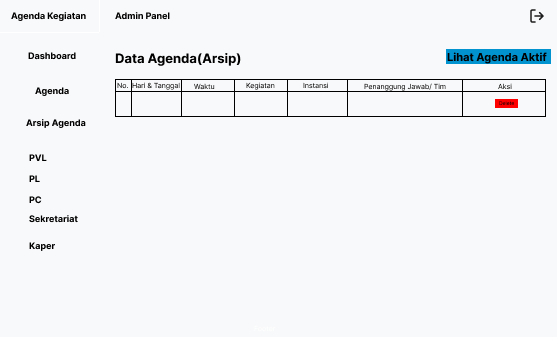 Agenda Kegiatan
Admin Panel
Dashboard
Agenda
Arsip Agenda
PVL
PL
PC
Sekretariat
Kaper
Data Agenda(Arsip)
Lihat Agenda Aktif
No. Hari & Tanggal Waktu Kegiatan Instansi Penanggung Jawab/ Tim Aksi